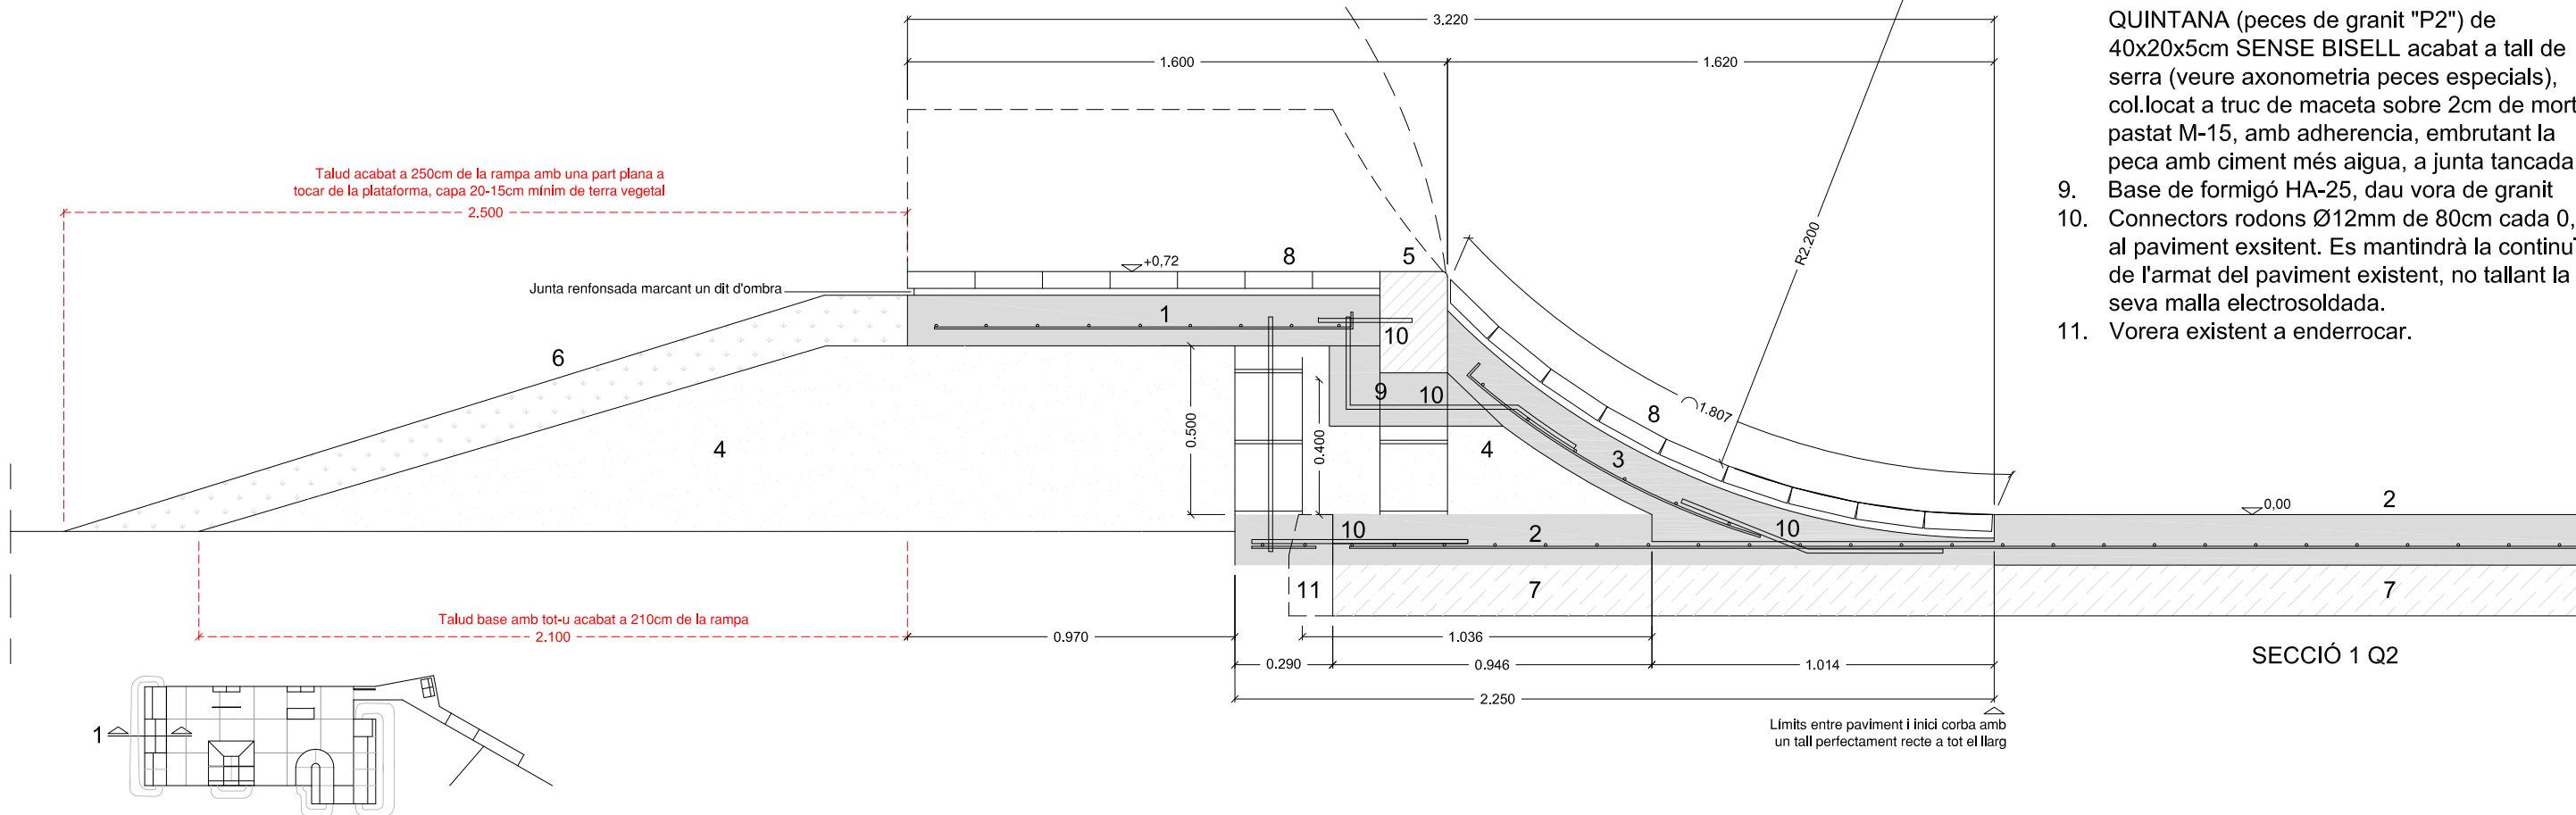 3.220
1.600
1.620
R2.200
QUINTANA (peces de granit "P2") de
40x20x5cm SENSE BISELL acabat a tall de
serra (veure axonometria peces especials),
col.locat a truc de maceta sobre 2cm de mort
pastat M-15, amb adherencia, embrutant la
peca amb ciment més aigua, a junta tancada
9. Base de formigó HA-25, dau vora de granit
10. Connectors rodons Ø12mm de 80cm cada 0,
al paviment exsitent. Es mantindrà la continu
de l'armat del paviment existent, no tallant la
seva malla electrosoldada.
11. Vorera existent a enderrocar.
Talud acabat a 250cm de la rampa amb una part plana a
tocar de la plataforma, capa 20-15cm mínim de terra vegetal
2.500
+0,72
8
5
Junta renfonsada marcant un dit d'ombra
1
10
6
9
10
8
1.807
0.500
0.400
4
4
3
0,00
2
10
2
10
11
7
7
Talud base amb tot-u acabat a 210cm de la rampa
2.100
0.970
1.036
0.290
0.946
1.014
2.250
SECCIÓ 1 Q2
Límits entre paviment i inici corba amb
un tall perfectament recte a tot el llarg
1